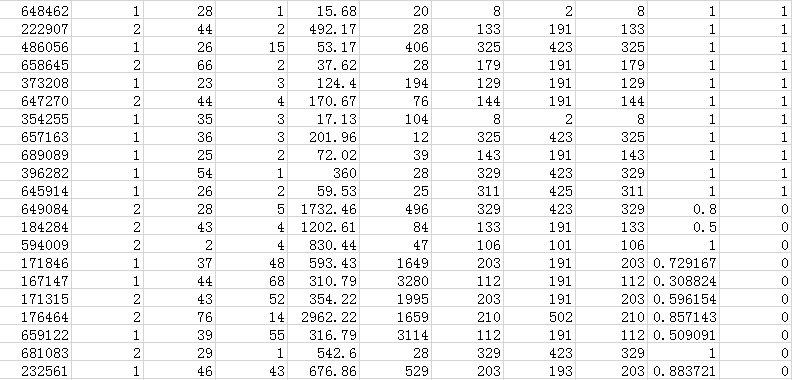 648462 1 28 1 15.68 20 8 2 8 1 1
222907 2 44 2 492.17 28 133 191 133 1 1
486056 1 26 15 53.17 406 325 423 325 1 1
658645 2 66 2 37.62 28 179 191 179 1 1
373208 1 23 3 124.4 194 129 191 129 1 1
647270 2 44 4 170.67 76 144 191 144 1 1
354255 1 35 3 17.13 104 8 2 8 1 1
657163 1 36 3 201.96 12 325 423 325 1 1
689089 1 25 2 72.02 39 143 191 143 1 1
396282 1 54 1 360 28 329 423 329 1 1
645914 1 26 2 59.53 25 311 425 311 1 1
649084 2 28 5 1732.46 496 329 423 329 0.8 0
184284 2 43 4 1202.61 84 133 191 133 0.5 0
594009 2 2 4 830.44 47 106 101 106 1 0
171846 1 37 48 593.43 1649 203 191 203 0.729167 0
167147 1 44 68 310.79 3280 112 191 112 0.308824 0
171315 2 43 52 354.22 1995 203 191 203 0.596154 0
176464 2 76 14 2962.22 1659 210 502 210 0.857143 0
659122 1 39 55 316.79 3114 112 191 112 0.509091 0
681083 2 29 1 542.6 28 329 423 329 1 0
232561 1 46 43 676.86 529 203 193 203 0.883721 0